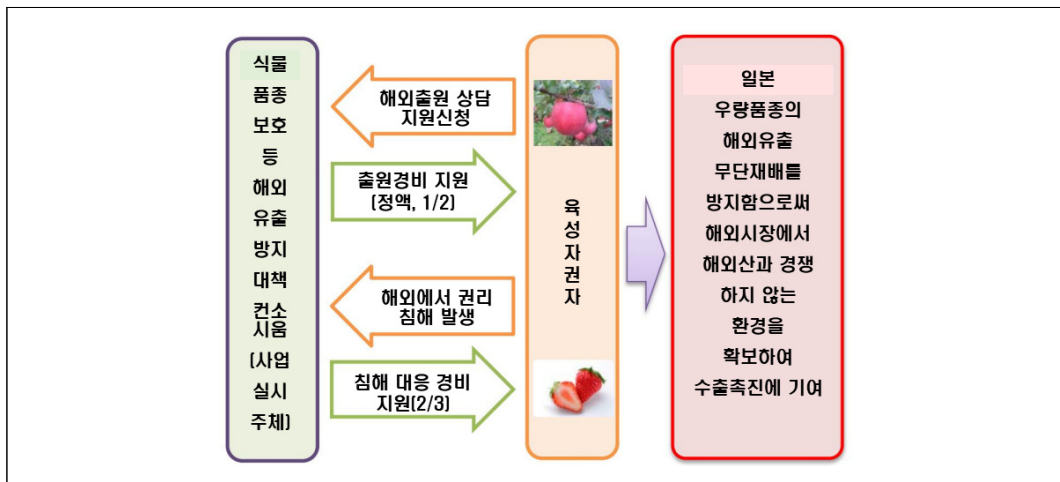 식물
품종
보호
등
해외
유출
방지
대책
컨소
시움
(사업
실시
주체)
해외출원 상담
지원신청
출원경비 지원
(정액, 1/2)
해외에서 권리
침해 발생
침해 대응 경비
지원(2/3)
육
성
자
권
자
일본
우량품종의
해외유출
무단재배를
방지함으로써
해외시장에서
해외산과 경쟁
하지 않는
환경을
확보하여
수출촉진에 기여